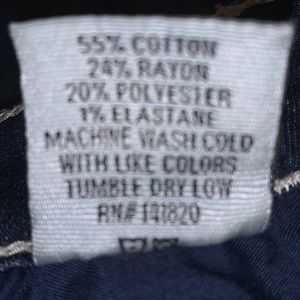 55% COTTON
24% RAYON
20% POLYESTER
1% ELASTANE
MACHINE WASH COLD
WITH LIKE COLORS
TUMBLE DRY LOW
RN# 141820